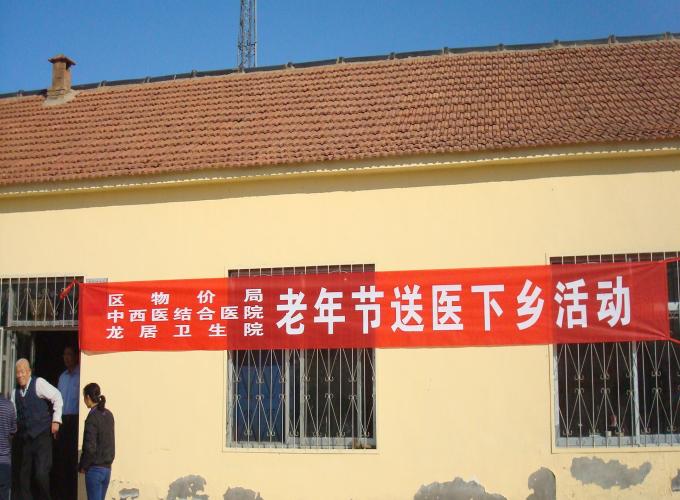 区物价局
中西医结合医院
龙居卫生院
老年节送医下乡活动